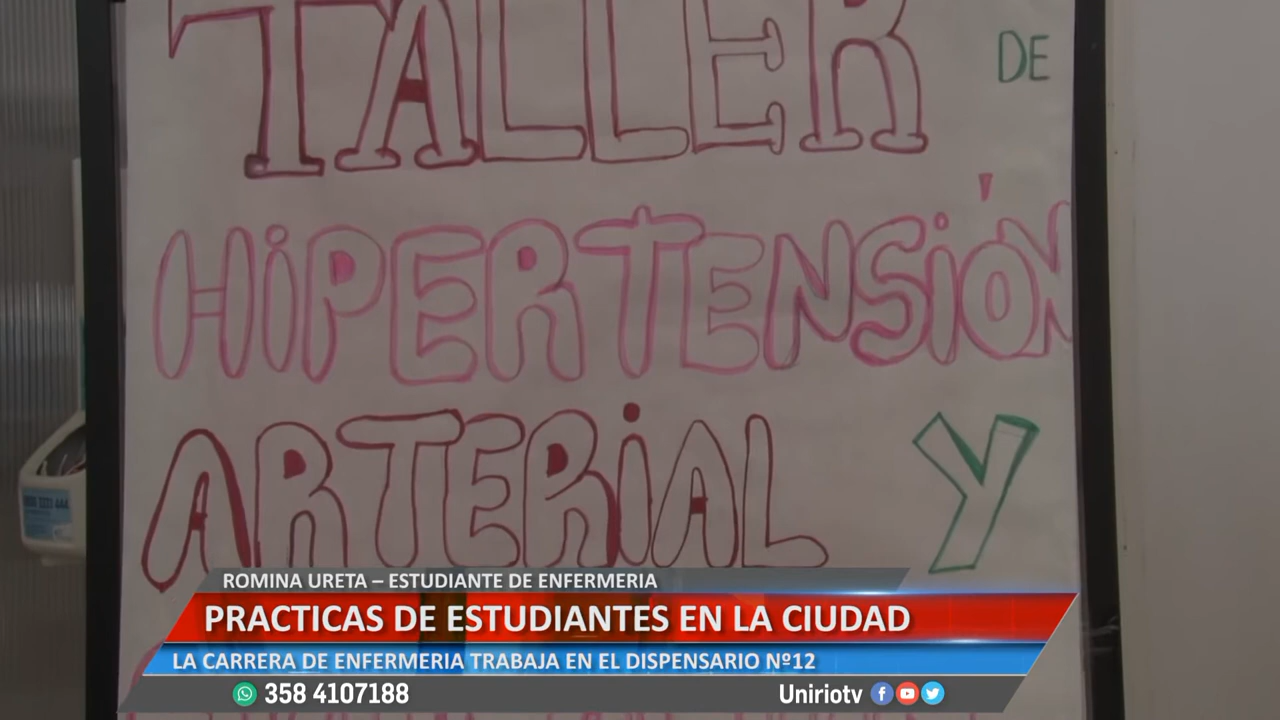 TALLER DE
HiPERTENSiÓN
ARTERiAL Y
ROMINA URETA – ESTUDIANTE DE ENFERMERIA
PRACTICAS DE ESTUDIANTES EN LA CIUDAD
LA CARRERA DE ENFERMERIA TRABAJA EN EL DISPENSARIO Nº12
358 4107188
Uniriotv